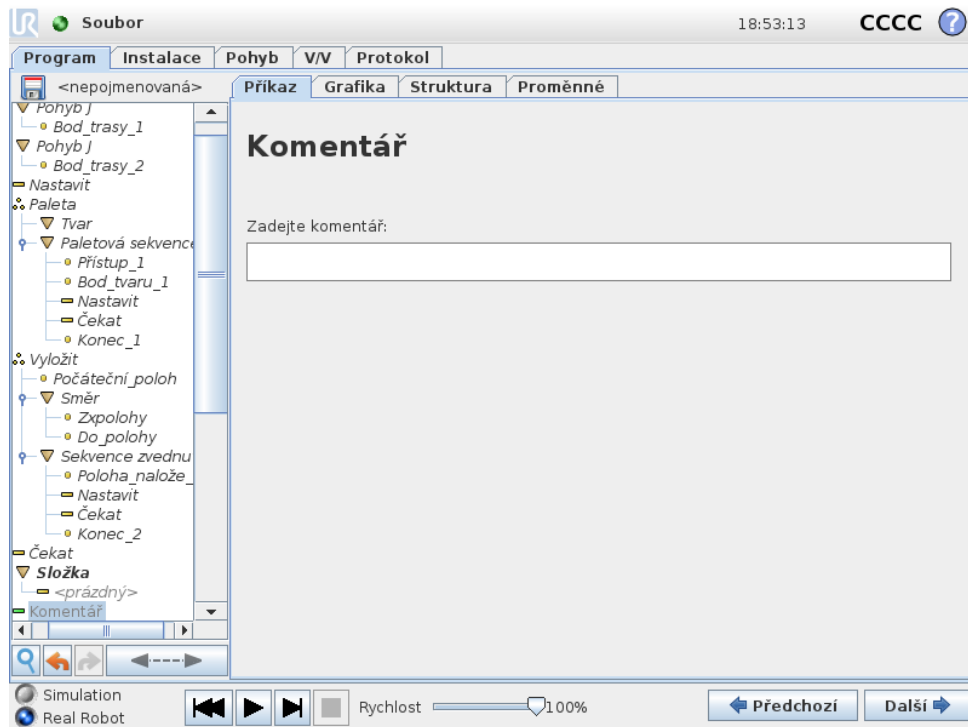 UR Soubor 18:53:13 CCCC ?
Program Instalace Pohyb V/V Protokol
<nepojmenovaná> Příkaz Grafika Struktura Proměnné
Pohyb J
Bod_trasy_1
Pohyb J
Bod_trasy_2
Nastavit
Paleta
Tvar
Paletová sekvence
Přístup_1
Bod_tvaru_1
Nastavit
Čekat
Konec_1
Vyložit
Počáteční_poloh
Směr
Zxpolohy
Do_polohy
Sekvence zvednu
Poloha_nalože_
Nastavit
Čekat
Konec_2
Čekat
Složka
<prázdný>
Komentář
Komentář
Zadejte komentář:
Simulation
Real Robot
Rychlost 100%
Předchozí Další